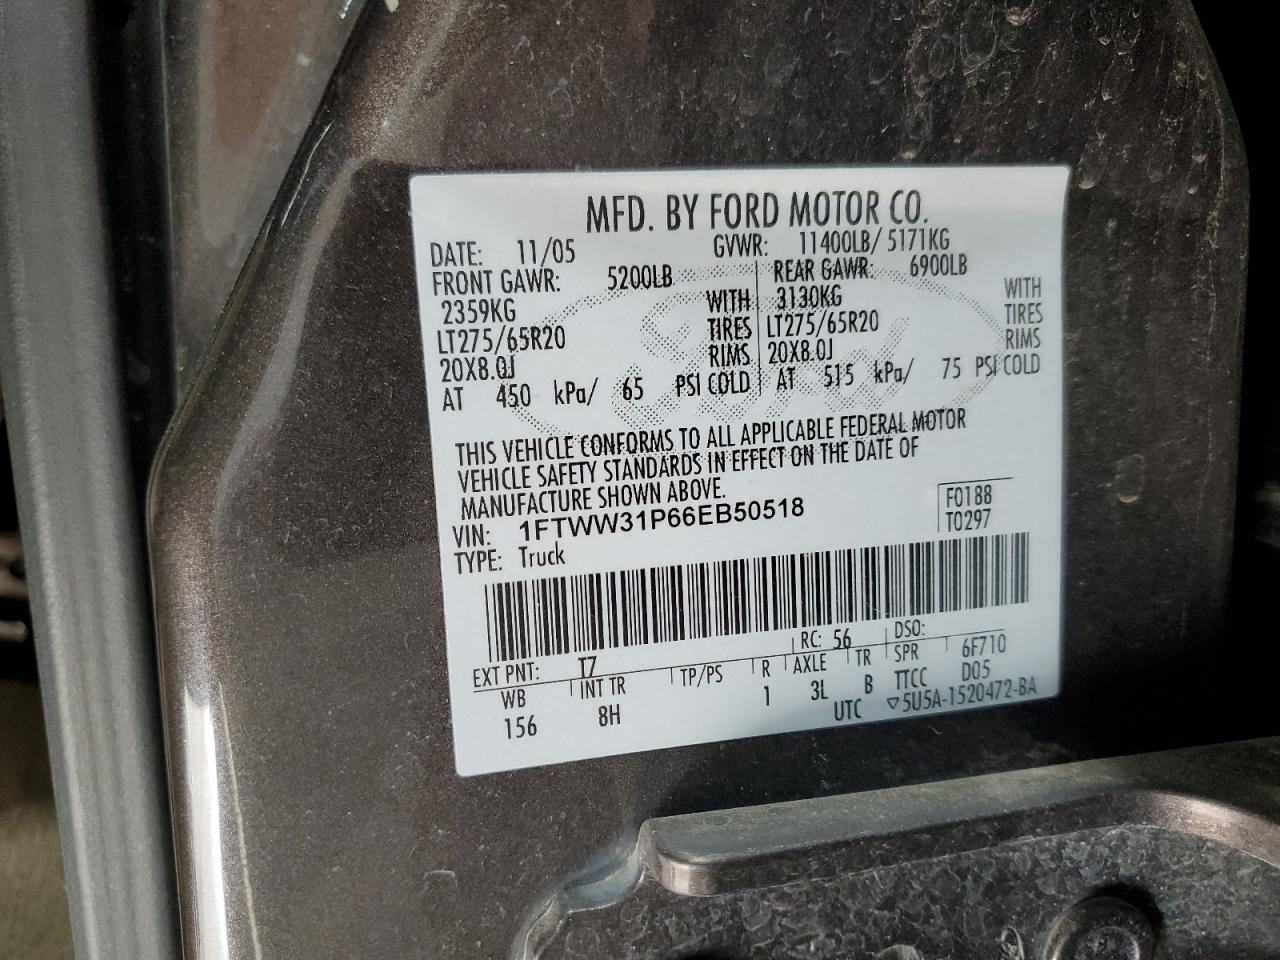 MFD. BY FORD MOTOR CO.
DATE: 11/05 GVWR: 11400LB/ 5171KG
FRONT GAWR: 5200LB REAR GAWR: 6900LB
2359KG WITH 3130KG WITH
LT275/65R20 TIRES LT275/65R20 TIRES
20X8.0J RIMS 20X8.0J RIMS
AT 450 kPa/ 65 PSI COLD AT 515 kPa/ 75 PSI COLD
THIS VEHICLE CONFORMS TO ALL APPLICABLE FEDERAL MOTOR
VEHICLE SAFETY STANDARDS IN EFFECT ON THE DATE OF
MANUFACTURE SHOWN ABOVE.
VIN: 1FTWW31P66EB50518 F0188
TYPE: Truck T0297
EXT PNT: T7 RC: 56 DSO:
WB INT TR TP/PS R AXLE TR SPR 6F710
156 8H 1 3L B TTCC D05
UTC ▽5U5A-1520472-BA